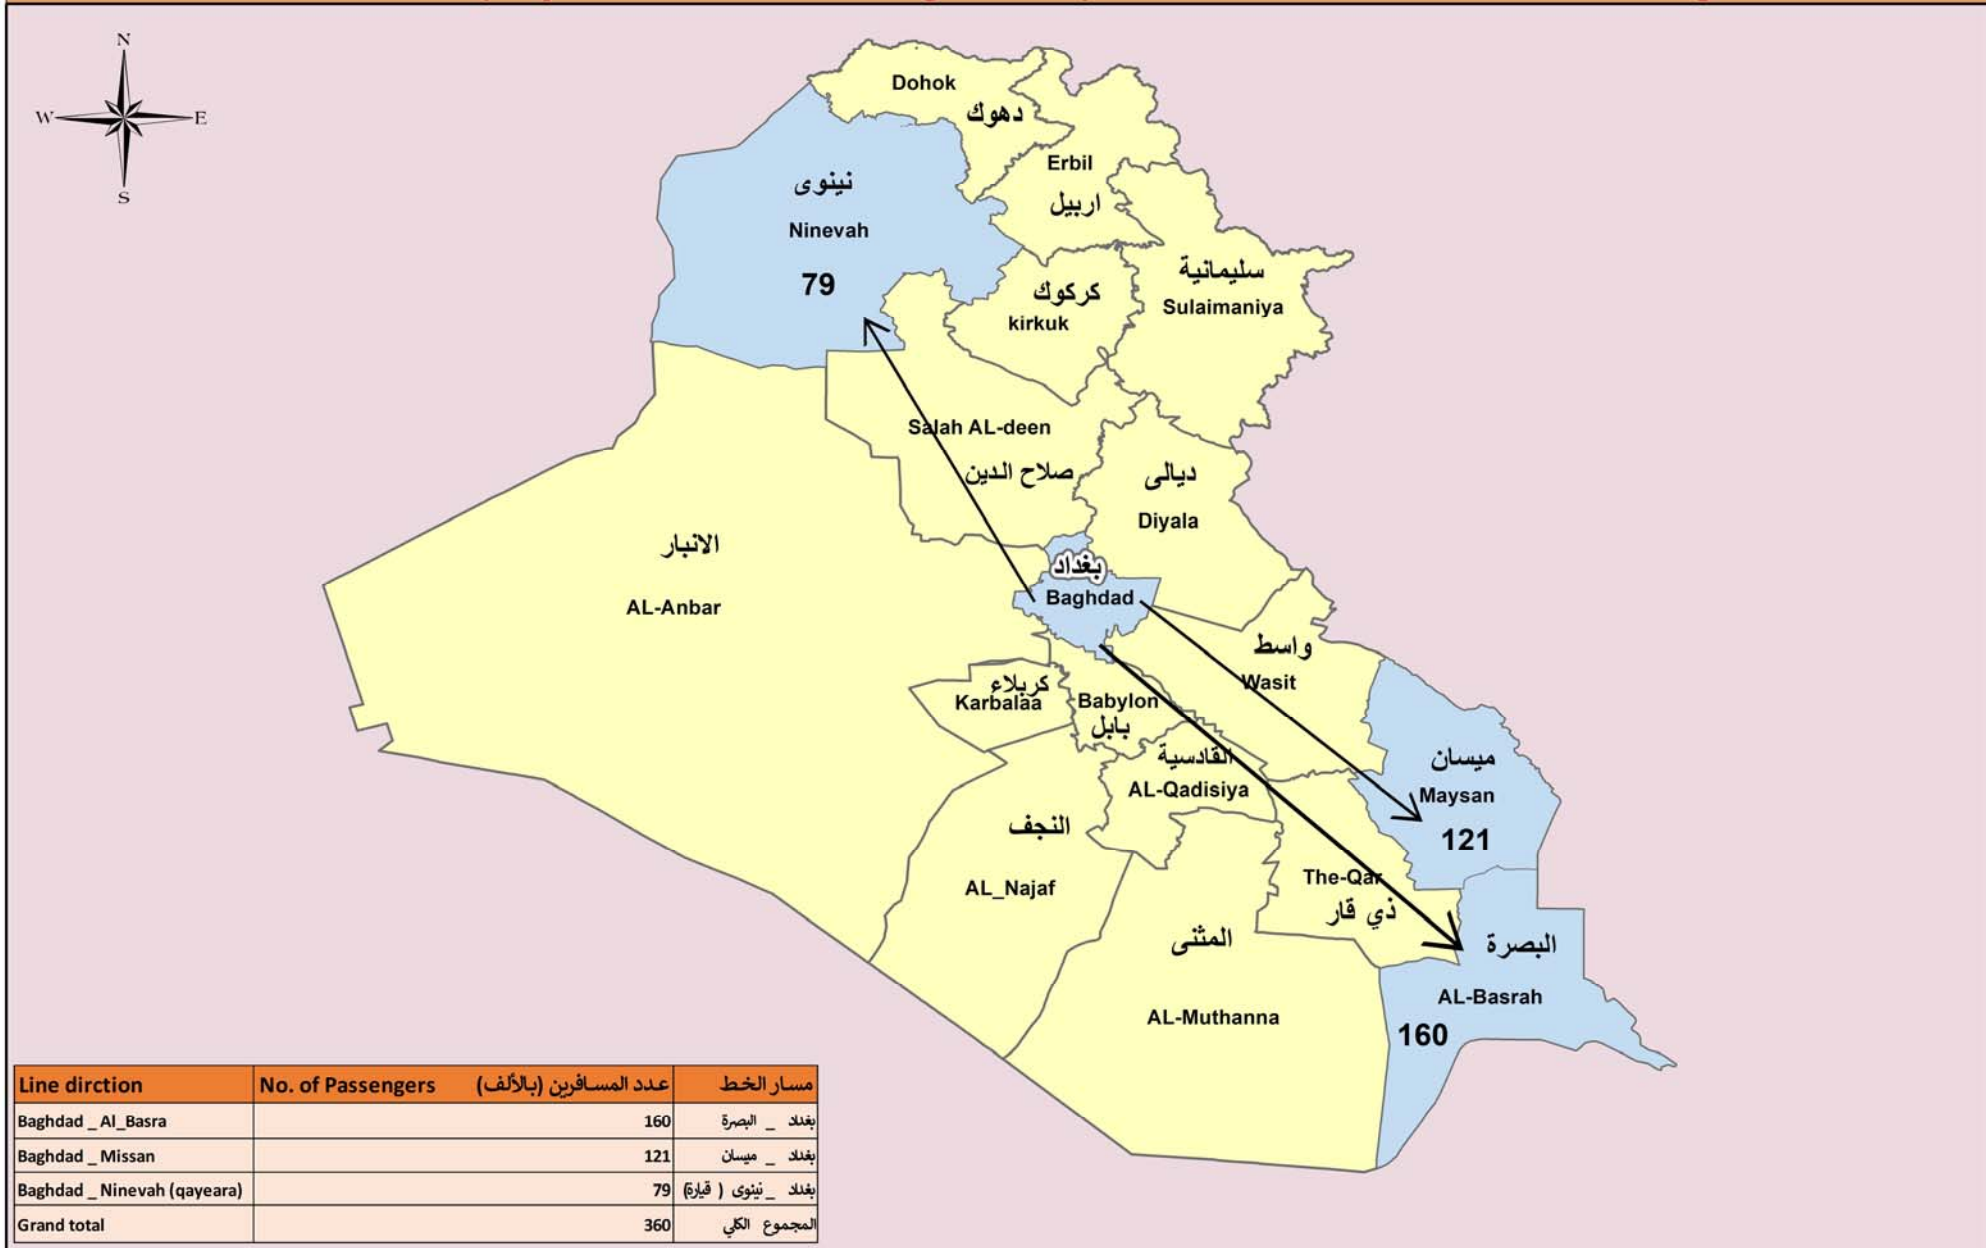 N
W E
S
Dohok
دهوك
Erbil
اربيل
نينوى
Ninevah
79
سليمانية
Sulaimaniya
كركوك
kirkuk
Salah AL-deen
صلاح الدين
ديالى
Diyala
الانبار
AL-Anbar
بغداد
Baghdad
واسط
Wasit
كربلاء
Karbalaa
Babylon
بابل
القادسية
AL-Qadisiya
ميسان
Maysan
121
النجف
AL_Najaf
The-Qar
ذي قار
المثنى
AL-Muthanna
البصرة
AL-Basrah
160
Line dirction No. of Passengers عدد المسافرين (بالألف) مسار الخط
Baghdad _ Al_Basra 160 بغداد _ البصرة
Baghdad _ Missan 121 بغداد _ ميسان
Baghdad _ Ninevah (qayeara) 79 بغداد _ نينوى ( قيارة)
Grand total 360 المجموع الكلي